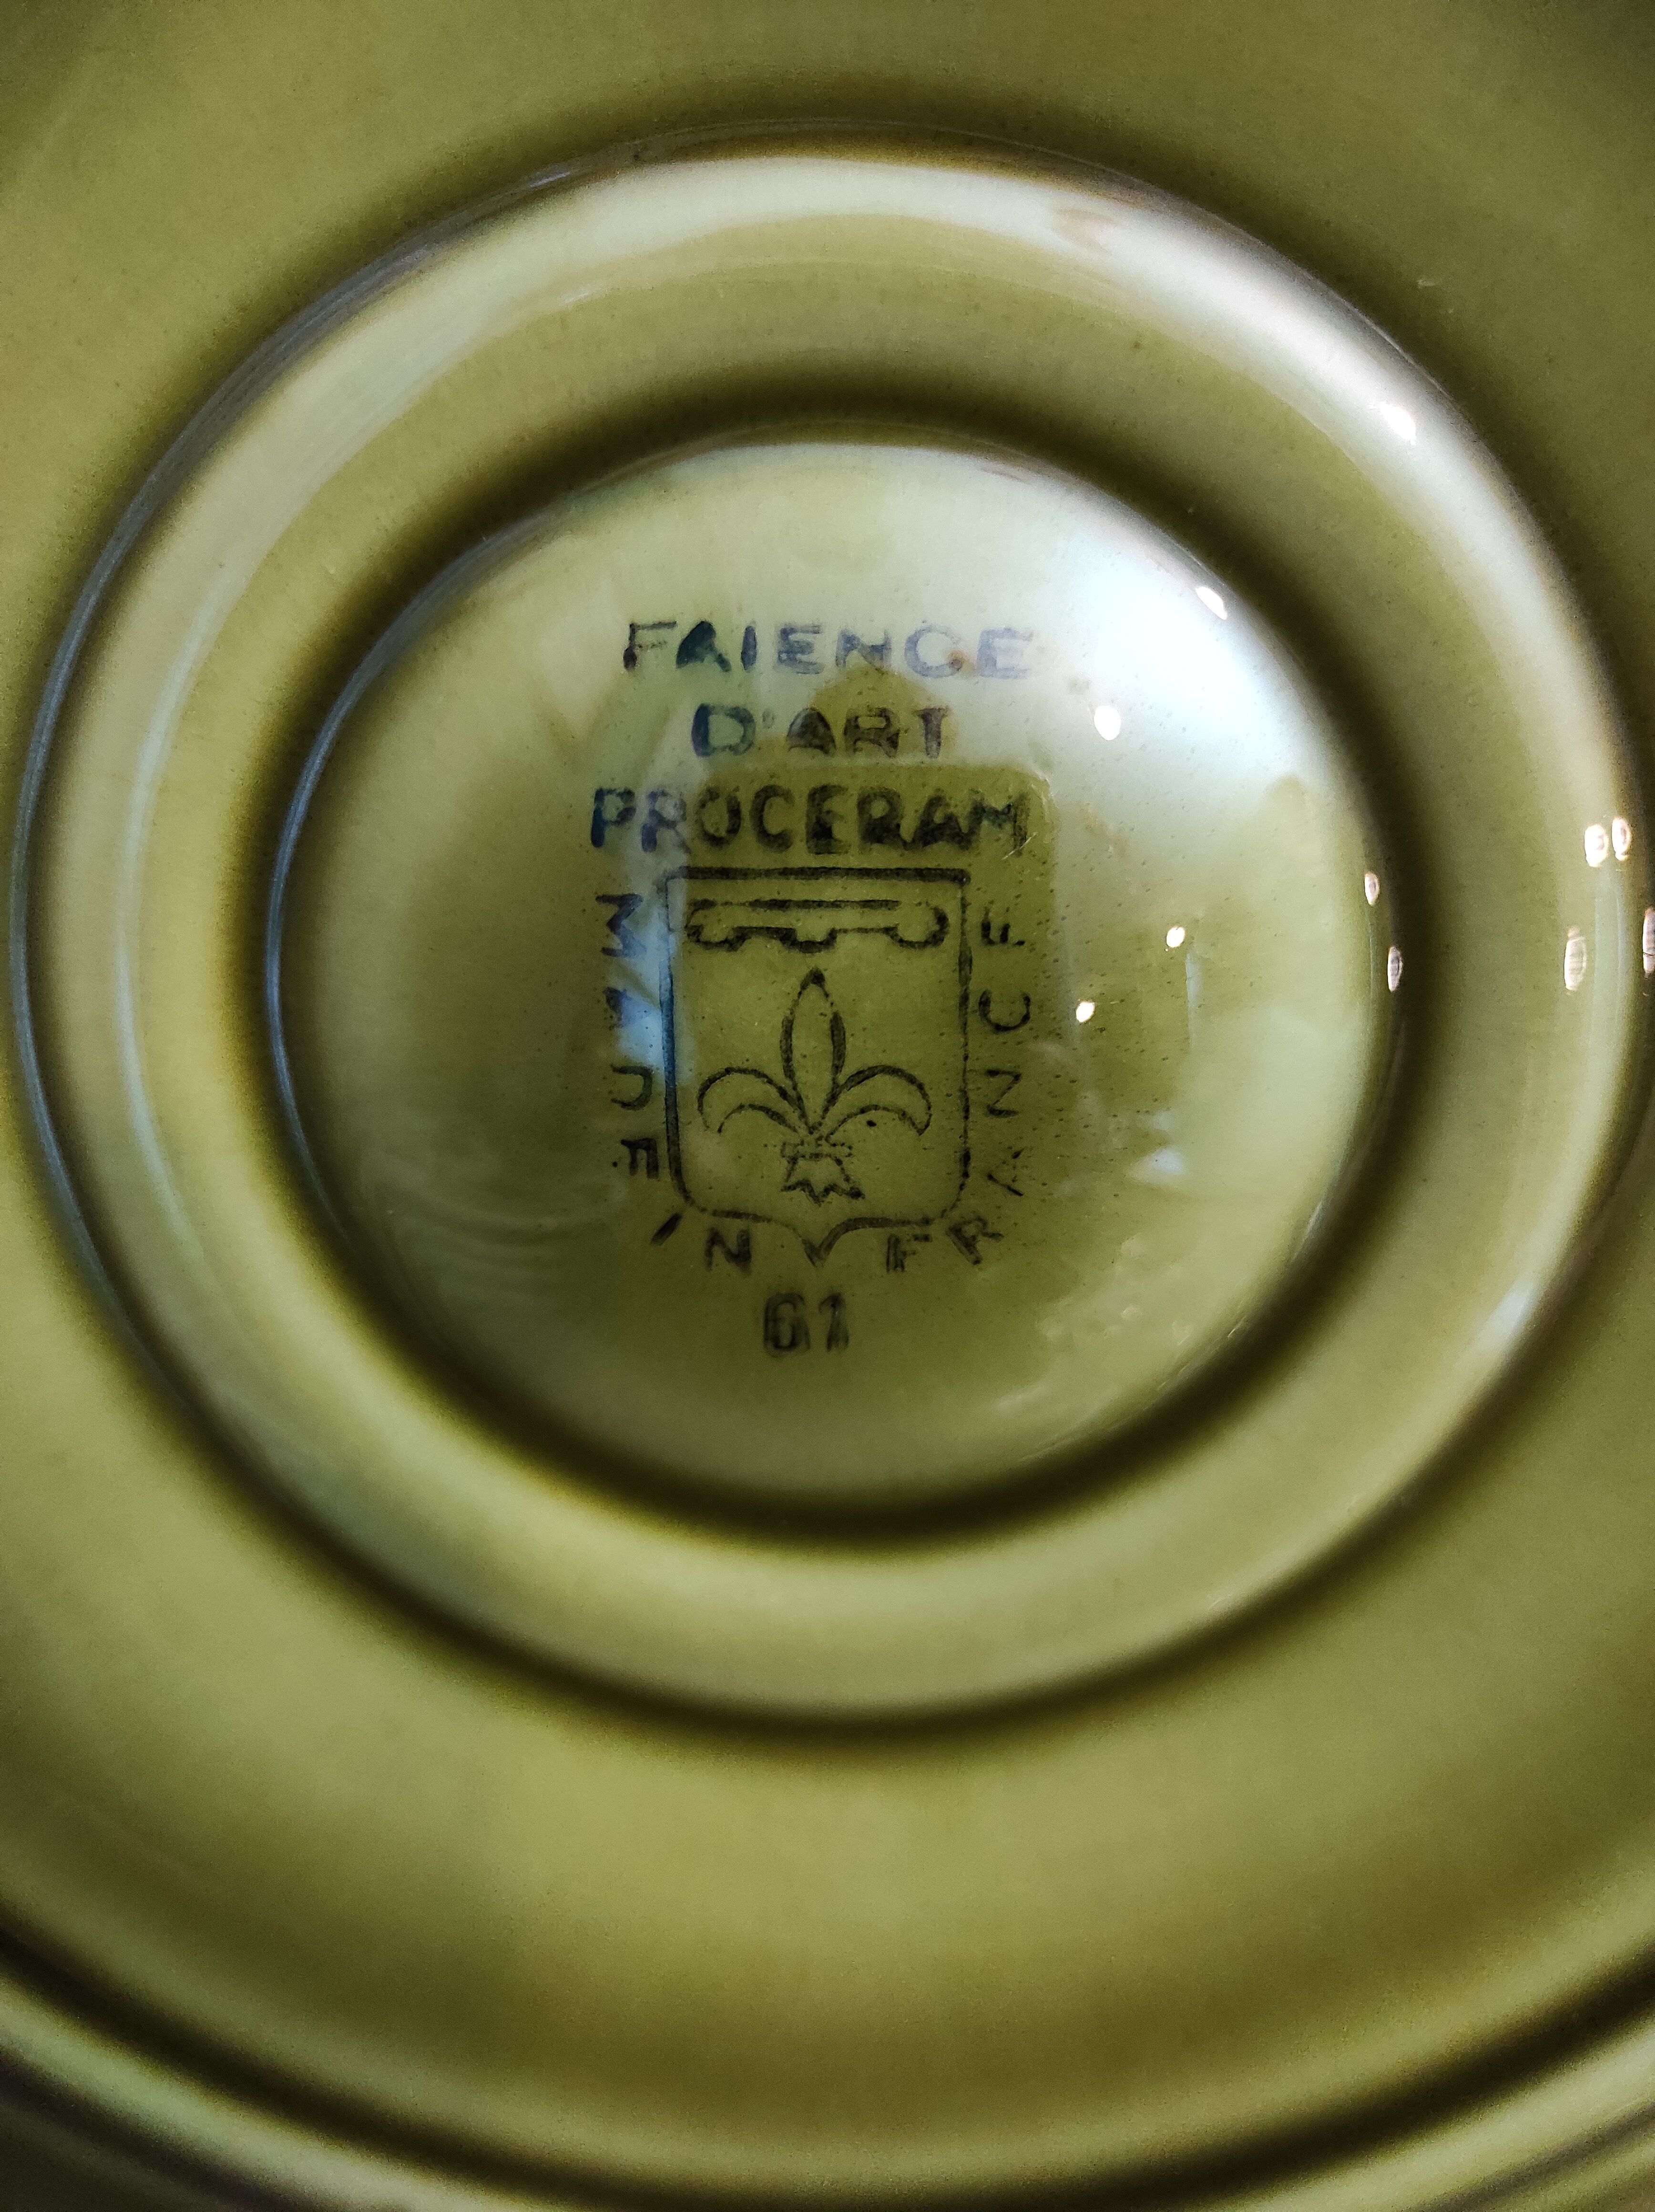 FAIENCE
D'ART
PROCERAM
MADE IN FRANCE
61